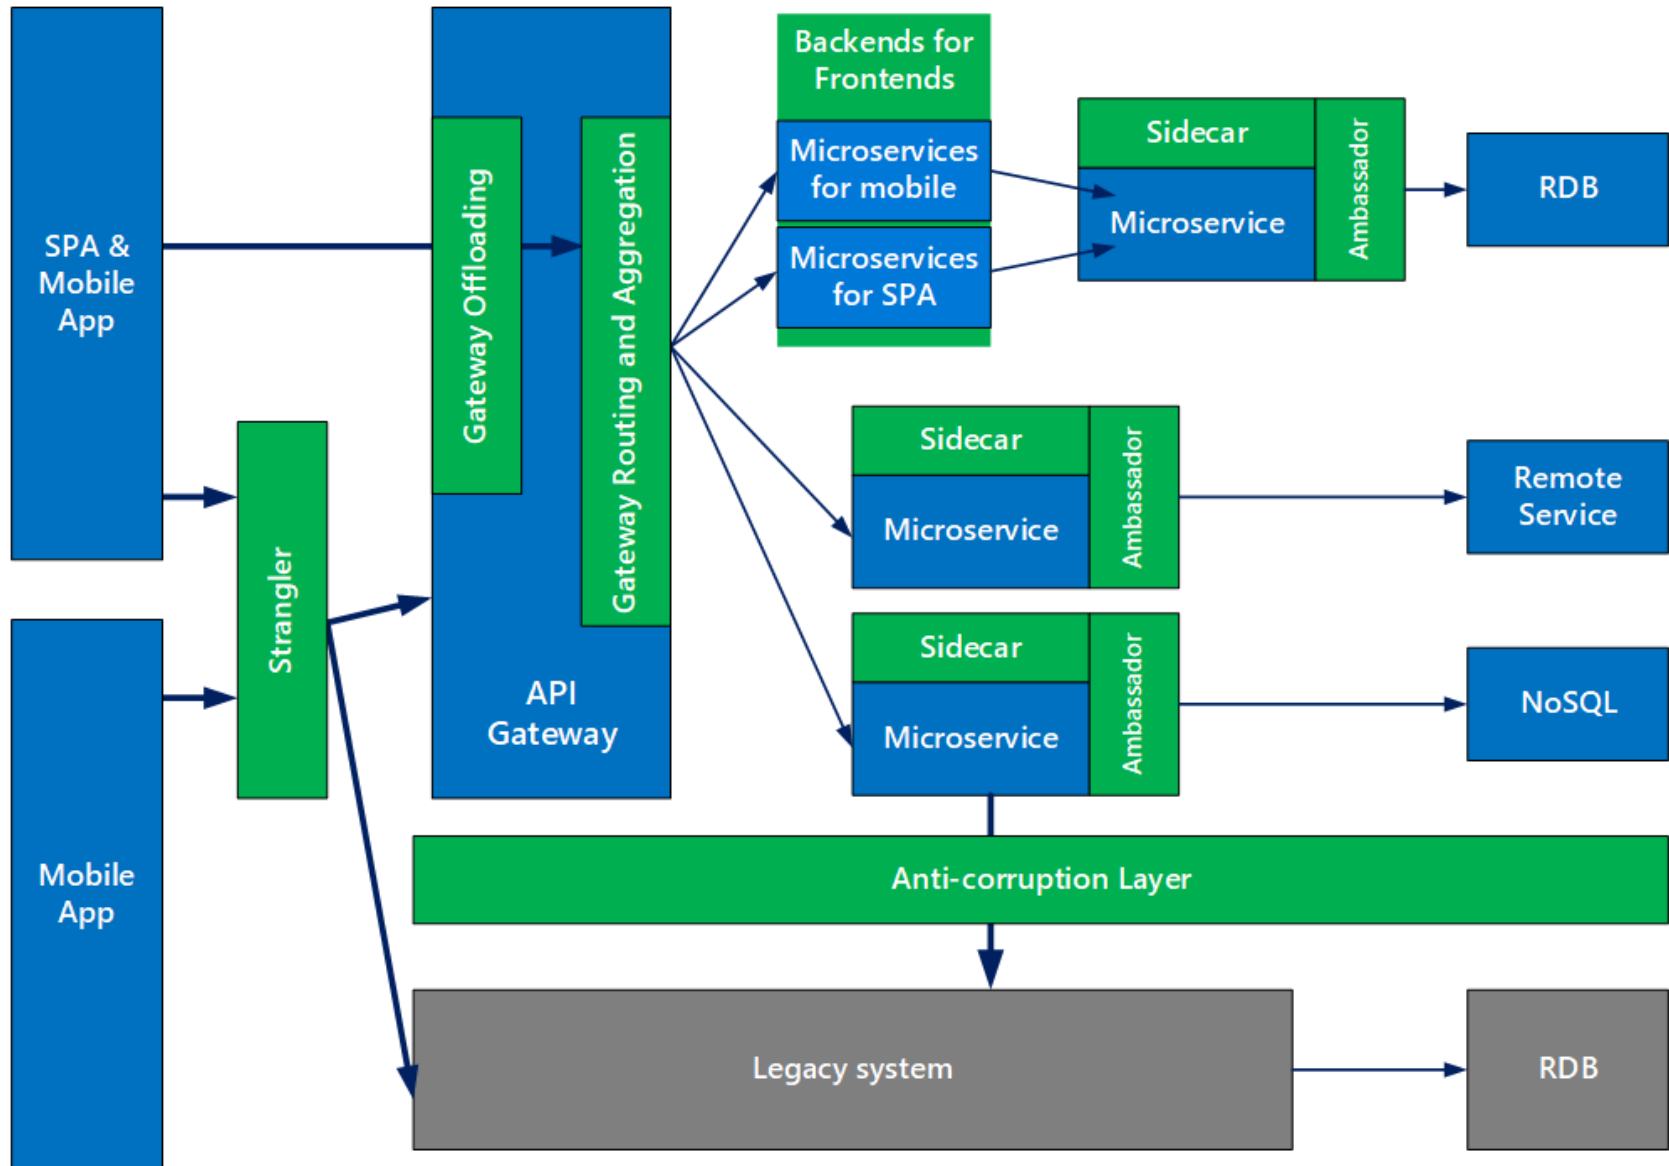 SPA &
Mobile
App
Mobile
App
Strangler
Gateway Offloading
Gateway Routing and Aggregation
API
Gateway
Backends for
Frontends
Microservices
for mobile
Microservices
for SPA
Sidecar
Microservice
Ambassador
RDB
Sidecar
Microservice
Ambassador
Remote
Service
Sidecar
Microservice
Ambassador
NoSQL
Anti-corruption Layer
Legacy system
RDB